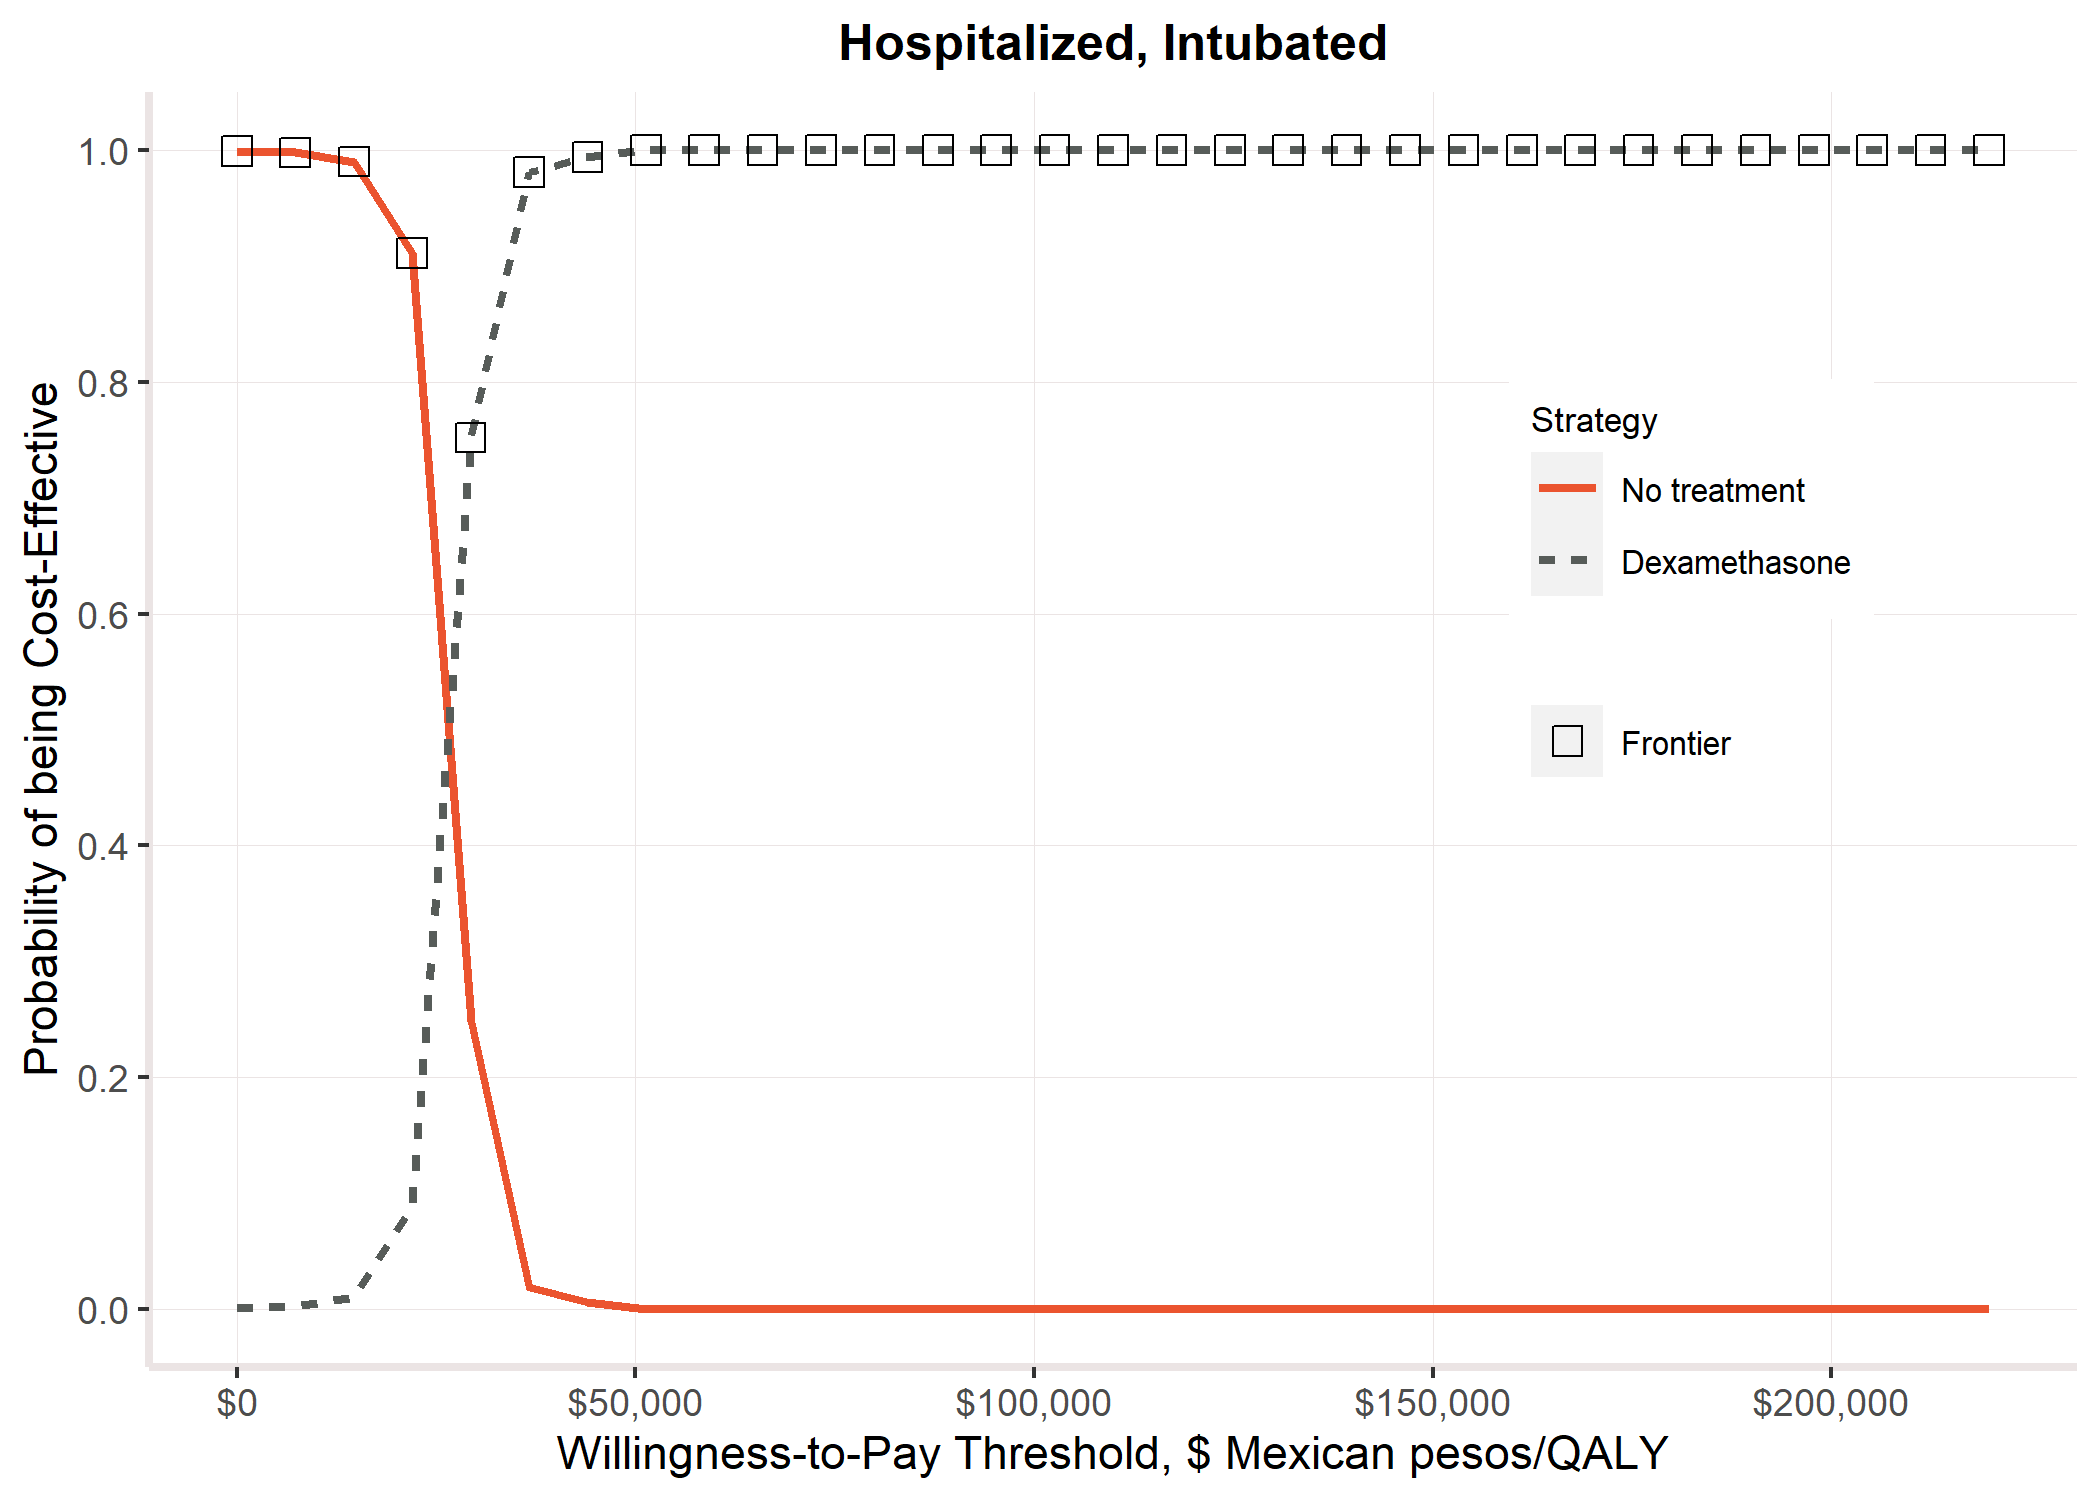 Hospitalized, Intubated
Probability of being Cost-Effective
1.0
0.8
0.6
0.4
0.2
0.0
Strategy
No treatment
Dexamethasone
Frontier
$0
$50,000
$100,000
$150,000
$200,000
Willingness-to-Pay Threshold, $ Mexican pesos/QALY